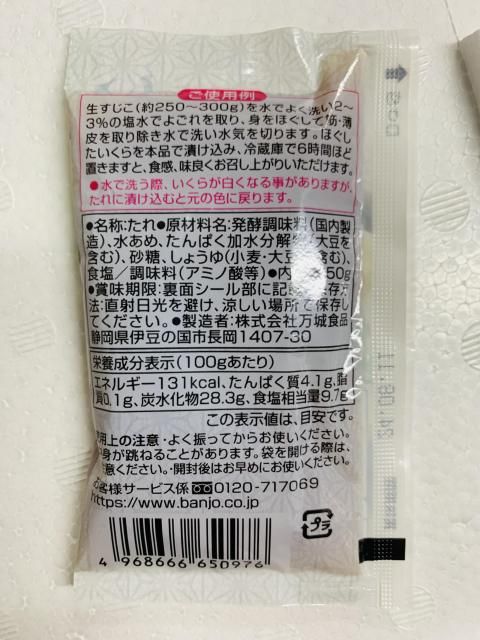 ご使用例
生すじこ(約250~300g)を水でよく洗い2~
3%の塩水でよごれを取り、身をほぐして筋・薄
皮を取り除き水で洗い水気を切ります。ほぐし
たいくらを本品で漬け込み、冷蔵庫で6時間ほど
置きますと、食感、味良くお召し上がりいただけます。
●水で洗う際、いくらが白くなる事がありますが、
たれに漬け込むと元の色に戻ります。
●名称:たれ●原材料名:発酵調味料(国内製
造)、水あめ、たんぱく加水分解 (大豆を
含む)、砂糖、しょうゆ(小麦・大 含む)、
食塩/調味料(アミノ酸等)●内 50g
●賞味期限:裏面シール部に記 存方
法:直射日光を避け、涼しい場所で保存し
てください。●製造者:株式会社万城食品
静岡県伊豆の国市長岡1407-30
栄養成分表示(100gあたり)
エネルギー131kcal、たんぱく質4.1g、脂
質0.1g、炭水化物28.3g、食塩相当量9.7g
この表示値は、目安です。
使用上の注意・よく振ってからお使いください。
中身が跳ねることがあります。袋を開ける際は、
注意ください。・開封後はお早めにお使いください。
お客様サービス係 0120-717069
https://www.banjo.co.jp
プラ
4 968666 650976
24.08.11